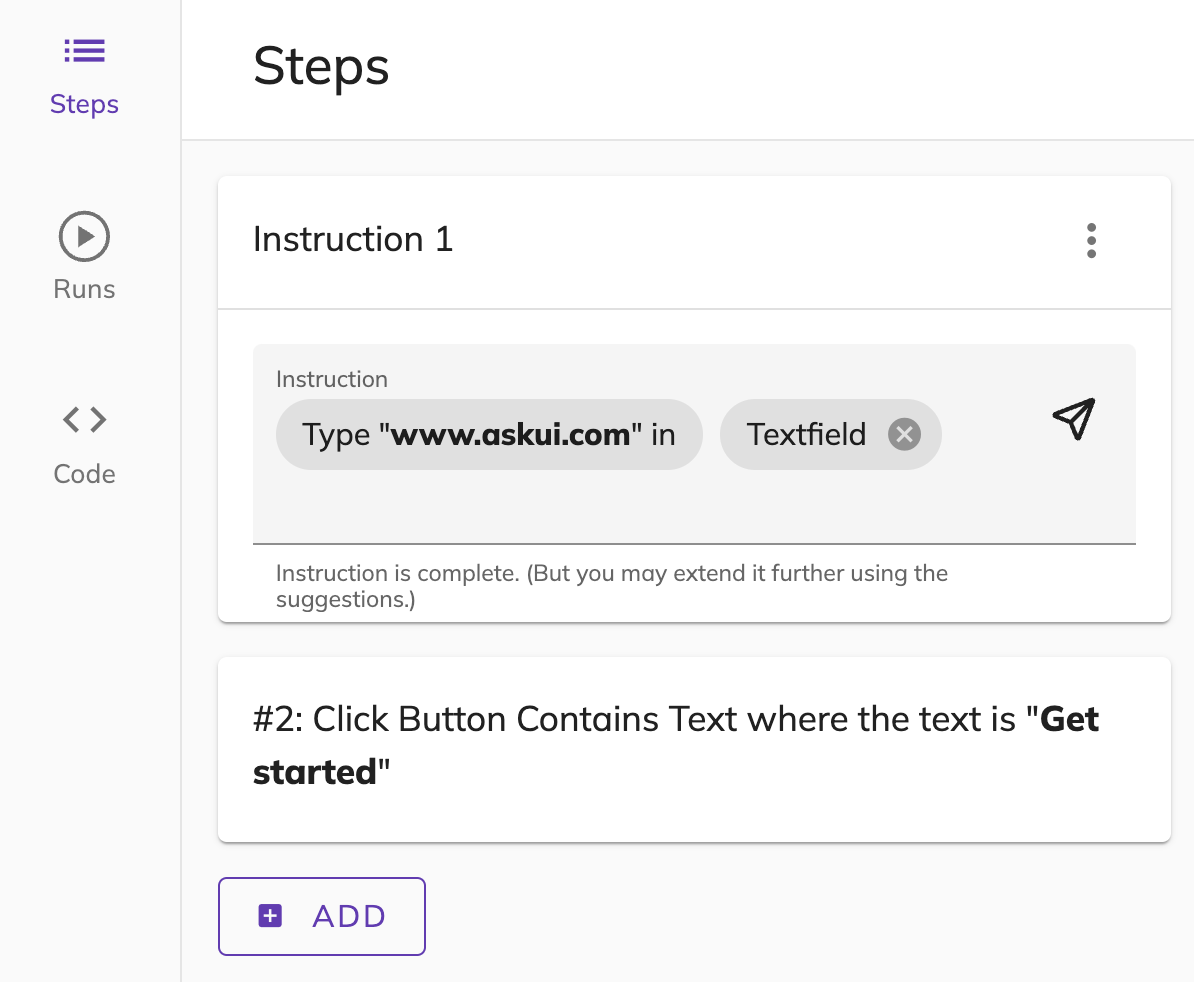 Steps
Runs
Code
Steps
Instruction 1
Instruction
Type "www.askui.com" in
Textfield
Instruction is complete. (But you may extend it further using the
suggestions.)
#2: Click Button Contains Text where the text is "Get
started"
ADD